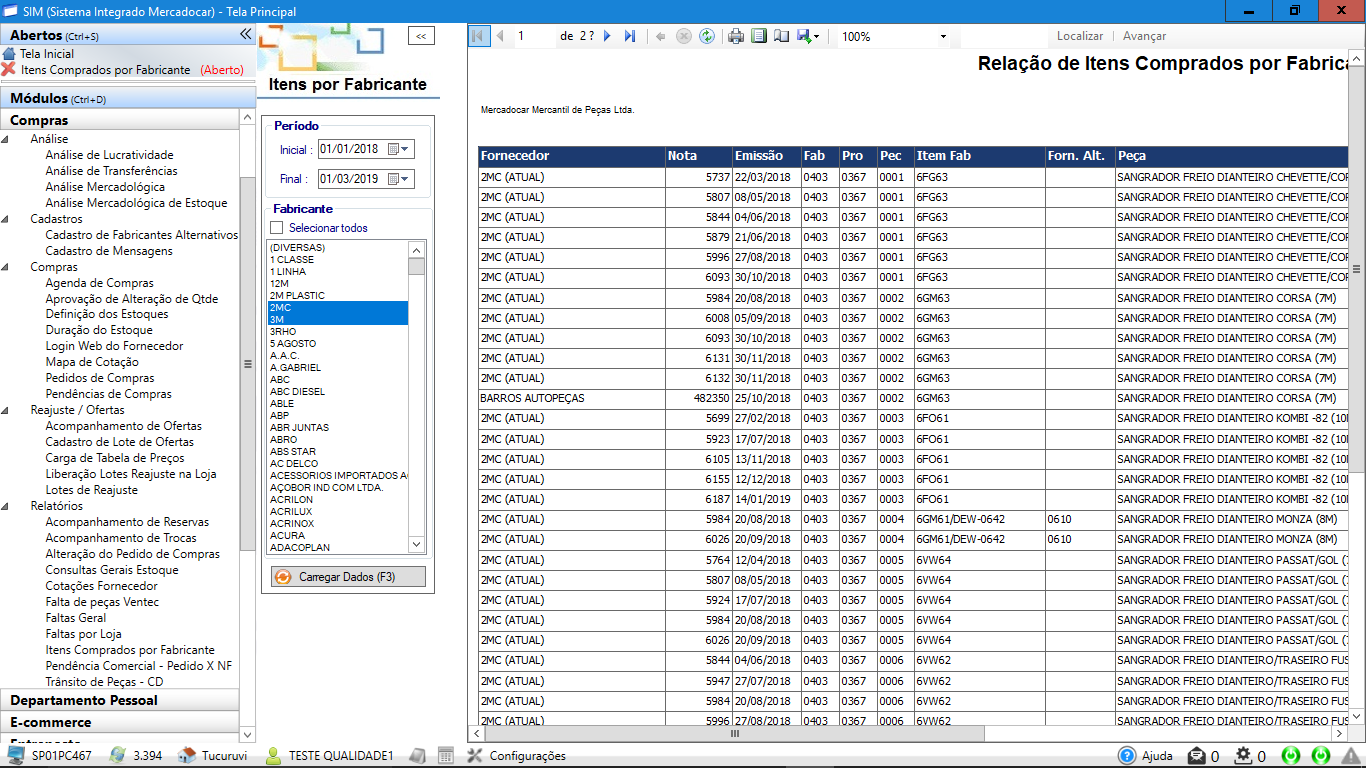 SIM (Sistema Integrado Mercadocar) - Tela Principal
Abertos (Ctrl+S)
Tela Inicial
Itens Comprados por Fabricante (Aberto)
Módulos (Ctrl+D)
Compras
Análise
Análise de Lucratividade
Análise de Transferências
Análise Mercadológica
Análise Mercadológica de Estoque
Cadastros
Cadastro de Fabricantes Alternativos
Cadastro de Mensagens
Compras
Agenda de Compras
Aprovação de Alteração de Qtde
Definição dos Estoques
Duração do Estoque
Login Web do Fornecedor
Mapa de Cotação
Pedidos de Compras
Pendências de Compras
Reajuste / Ofertas
Acompanhamento de Ofertas
Cadastro de Lote de Ofertas
Carga de Tabela de Preços
Liberação Lotes Reajuste na Loja
Lotes de Reajuste
Relatórios
Acompanhamento de Reservas
Acompanhamento de Trocas
Alteração do Pedido de Compras
Consultas Gerais Estoque
Cotações Fornecedor
Falta de peças Ventec
Faltas Geral
Faltas por Loja
Itens Comprados por Fabricante
Pendência Comercial - Pedido X NF
Trânsito de Peças - CD
Departamento Pessoal
E-commerce
<<
Itens por Fabricante
Período
Inicial : 01/01/2018
Final : 01/03/2019
Fabricante
Selecionar todos
(DIVERSAS)
1 CLASSE
1 LINHA
12M
2M PLASTIC
2MC
3M
3RHO
5 AGOSTO
A.A.C.
A.GABRIEL
ABC
ABC DIESEL
ABLE
ABP
ABR JUNTAS
ABRO
ABS STAR
AC DELCO
ACESSORIOS IMPORTADOS A
AÇOBOR IND COM LTDA.
ACRILON
ACRILUX
ACRINOX
ACURA
ADACOPLAN
Carregar Dados (F3)
1 de 2 ? 100% Localizar Avançar
Relação de Itens Comprados por Fabrica
Mercadocar Mercantil de Peças Ltda.
Fornecedor Nota Emissão Fab Pro Pec Item Fab Forn. Alt. Peça
2MC (ATUAL) 5737 22/03/2018 0403 0367 0001 6FG63 SANGRADOR FREIO DIANTEIRO CHEVETTE/COR
2MC (ATUAL) 5807 08/05/2018 0403 0367 0001 6FG63 SANGRADOR FREIO DIANTEIRO CHEVETTE/COR
2MC (ATUAL) 5844 04/06/2018 0403 0367 0001 6FG63 SANGRADOR FREIO DIANTEIRO CHEVETTE/COR
2MC (ATUAL) 5879 21/06/2018 0403 0367 0001 6FG63 SANGRADOR FREIO DIANTEIRO CHEVETTE/COR
2MC (ATUAL) 5996 27/08/2018 0403 0367 0001 6FG63 SANGRADOR FREIO DIANTEIRO CHEVETTE/COR
2MC (ATUAL) 6093 30/10/2018 0403 0367 0001 6FG63 SANGRADOR FREIO DIANTEIRO CHEVETTE/COR
2MC (ATUAL) 5984 20/08/2018 0403 0367 0002 6GM63 SANGRADOR FREIO DIANTEIRO CORSA (7M)
2MC (ATUAL) 6008 05/09/2018 0403 0367 0002 6GM63 SANGRADOR FREIO DIANTEIRO CORSA (7M)
2MC (ATUAL) 6093 30/10/2018 0403 0367 0002 6GM63 SANGRADOR FREIO DIANTEIRO CORSA (7M)
2MC (ATUAL) 6131 30/11/2018 0403 0367 0002 6GM63 SANGRADOR FREIO DIANTEIRO CORSA (7M)
2MC (ATUAL) 6132 30/11/2018 0403 0367 0002 6GM63 SANGRADOR FREIO DIANTEIRO CORSA (7M)
BARROS AUTOPEÇAS 482350 25/10/2018 0403 0367 0002 6GM63 SANGRADOR FREIO DIANTEIRO CORSA (7M)
2MC (ATUAL) 5699 27/02/2018 0403 0367 0003 6FO61 SANGRADOR FREIO DIANTEIRO KOMBI -82 (10
2MC (ATUAL) 5923 17/07/2018 0403 0367 0003 6FO61 SANGRADOR FREIO DIANTEIRO KOMBI -82 (10
2MC (ATUAL) 6105 13/11/2018 0403 0367 0003 6FO61 SANGRADOR FREIO DIANTEIRO KOMBI -82 (10
2MC (ATUAL) 6155 12/12/2018 0403 0367 0003 6FO61 SANGRADOR FREIO DIANTEIRO KOMBI -82 (10
2MC (ATUAL) 6187 14/01/2019 0403 0367 0003 6FO61 SANGRADOR FREIO DIANTEIRO KOMBI -82 (10
2MC (ATUAL) 5984 20/08/2018 0403 0367 0004 6GM61/DEW-0642 0610 SANGRADOR FREIO DIANTEIRO MONZA (8M)
2MC (ATUAL) 6026 20/09/2018 0403 0367 0004 6GM61/DEW-0642 0610 SANGRADOR FREIO DIANTEIRO MONZA (8M)
2MC (ATUAL) 5764 12/04/2018 0403 0367 0005 6VW64 SANGRADOR FREIO DIANTEIRO PASSAT/GOL (
2MC (ATUAL) 5807 08/05/2018 0403 0367 0005 6VW64 SANGRADOR FREIO DIANTEIRO PASSAT/GOL (
2MC (ATUAL) 5924 17/07/2018 0403 0367 0005 6VW64 SANGRADOR FREIO DIANTEIRO PASSAT/GOL (
2MC (ATUAL) 5984 20/08/2018 0403 0367 0005 6VW64 SANGRADOR FREIO DIANTEIRO PASSAT/GOL (
2MC (ATUAL) 6026 20/09/2018 0403 0367 0005 6VW64 SANGRADOR FREIO DIANTEIRO PASSAT/GOL (
2MC (ATUAL) 5844 04/06/2018 0403 0367 0006 6VW62 SANGRADOR FREIO DIANTEIRO/TRASEIRO FUS
2MC (ATUAL) 5947 27/07/2018 0403 0367 0006 6VW62 SANGRADOR FREIO DIANTEIRO/TRASEIRO FUS
2MC (ATUAL) 5984 20/08/2018 0403 0367 0006 6VW62 SANGRADOR FREIO DIANTEIRO/TRASEIRO FUS
2MC (ATUAL) 5996 27/08/2018 0403 0367 0006 6VW62 SANGRADOR FREIO DIANTEIRO/TRASEIRO FUS
SP01PC467 3.394 Tucuruvi TESTE QUALIDADE1 Configurações Ajuda 0 0